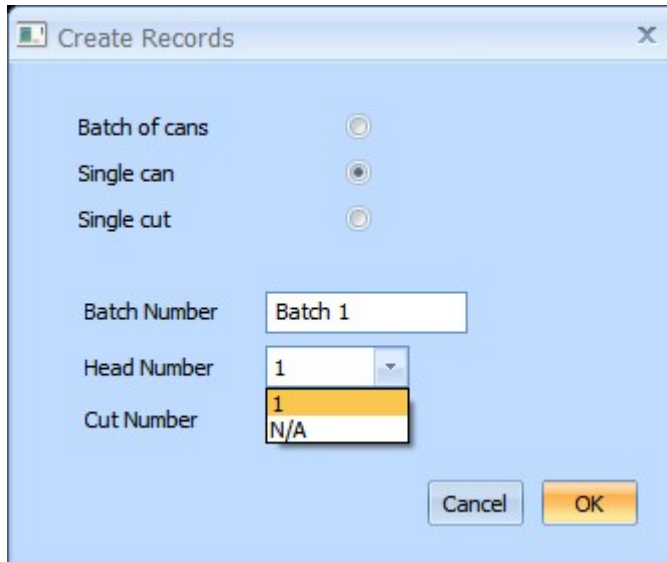 Create Records
Batch of cans
Single can
Single cut
Batch Number Batch 1
Head Number 1
1
Cut Number
N/A
Cancel OK